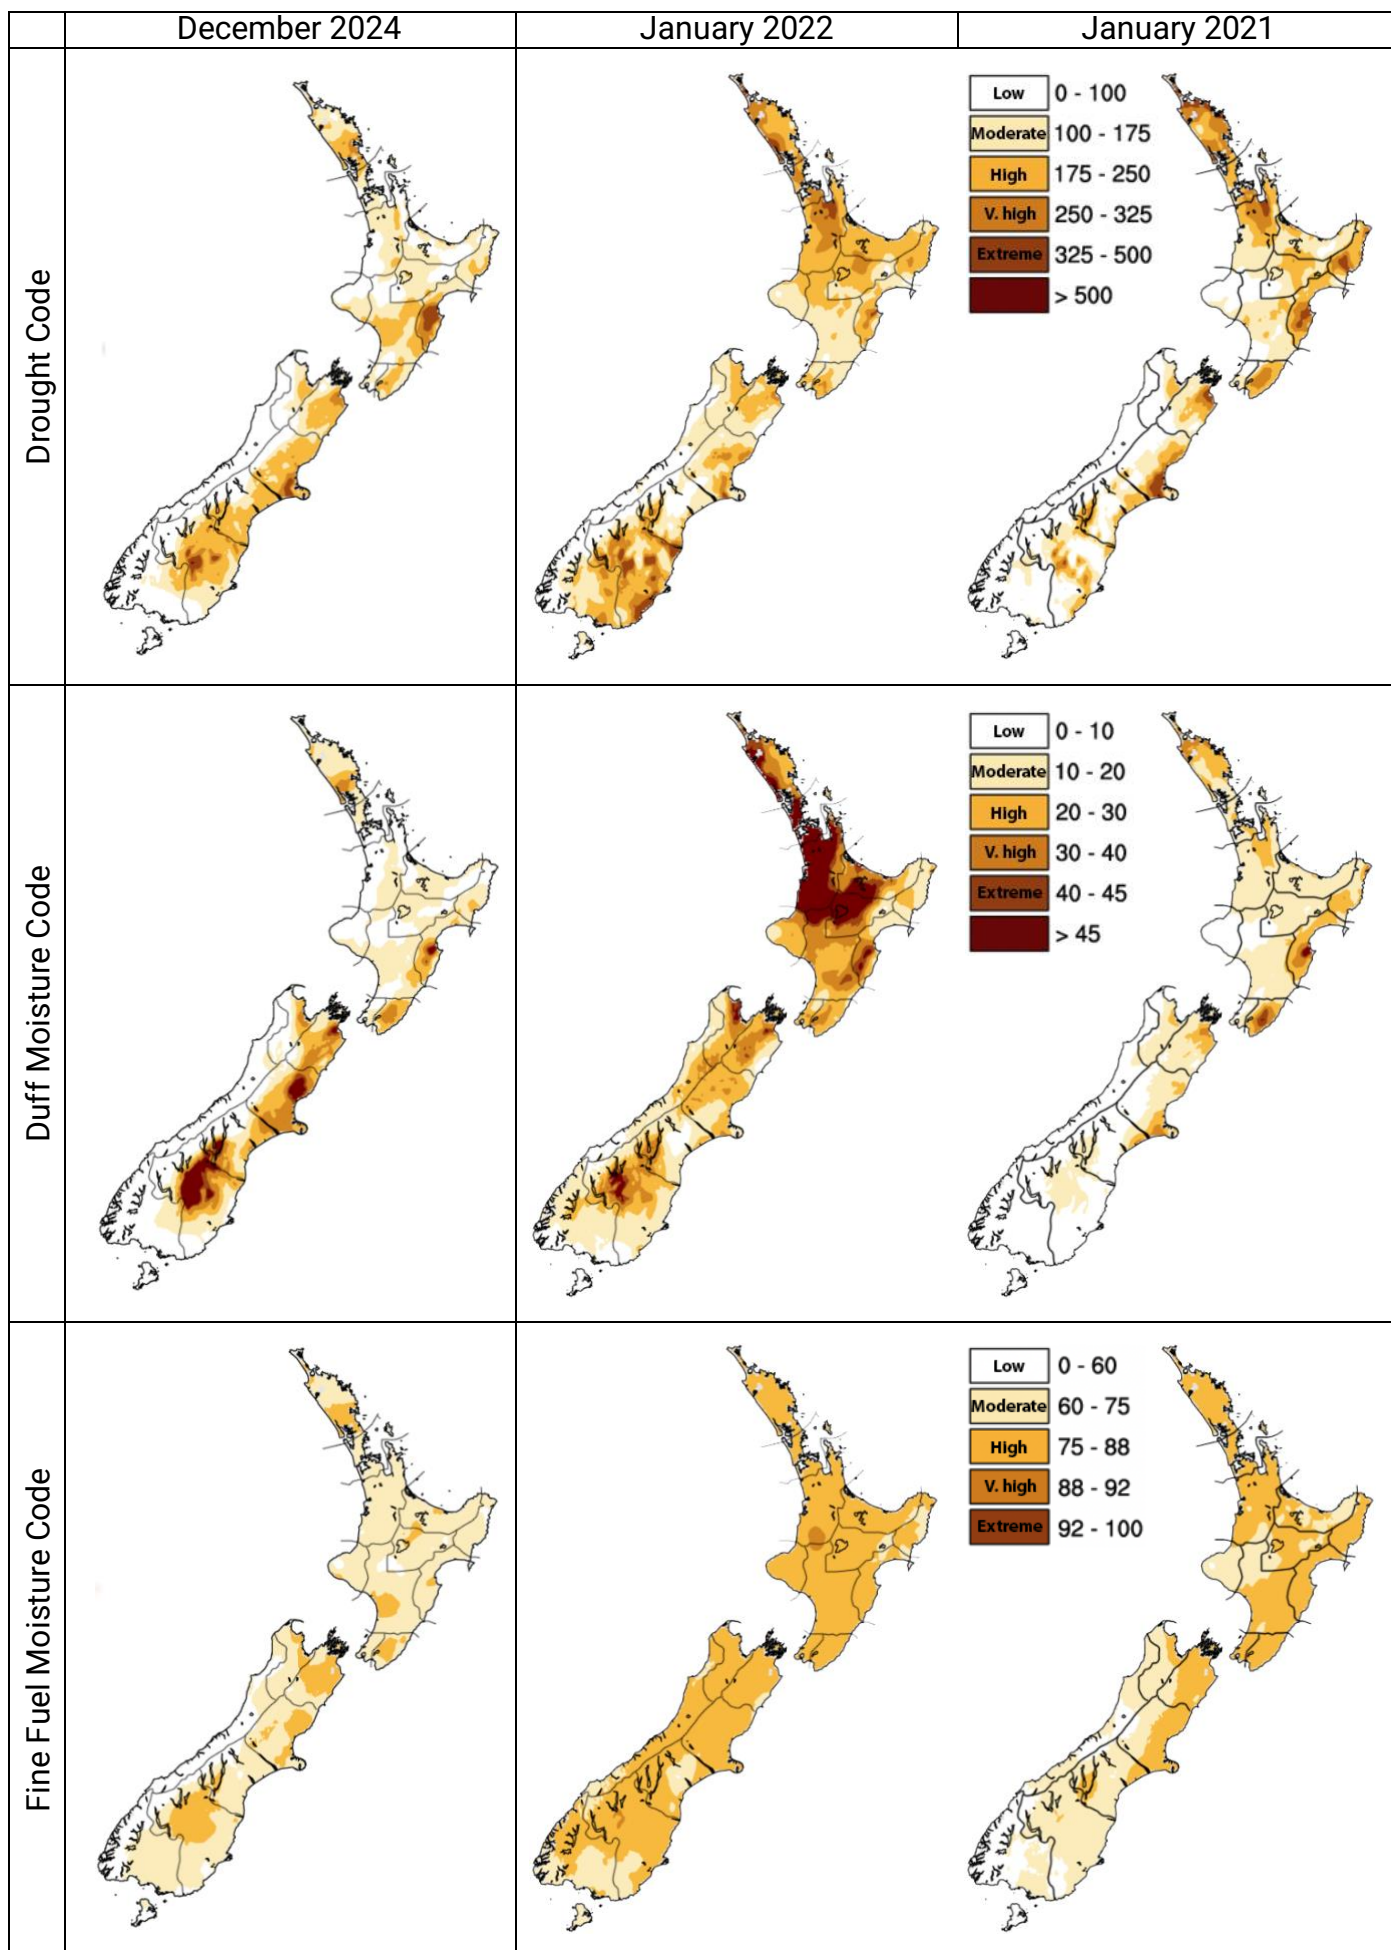 December 2024
January 2022
January 2021
Drought Code
Low 0 - 100
Moderate 100 - 175
High 175 - 250
V. high 250 - 325
Extreme 325 - 500
> 500
Duff Moisture Code
Low 0 - 10
Moderate 10 - 20
High 20 - 30
V. high 30 - 40
Extreme 40 - 45
> 45
Fine Fuel Moisture Code
Low 0 - 60
Moderate 60 - 75
High 75 - 88
V. high 88 - 92
Extreme 92 - 100